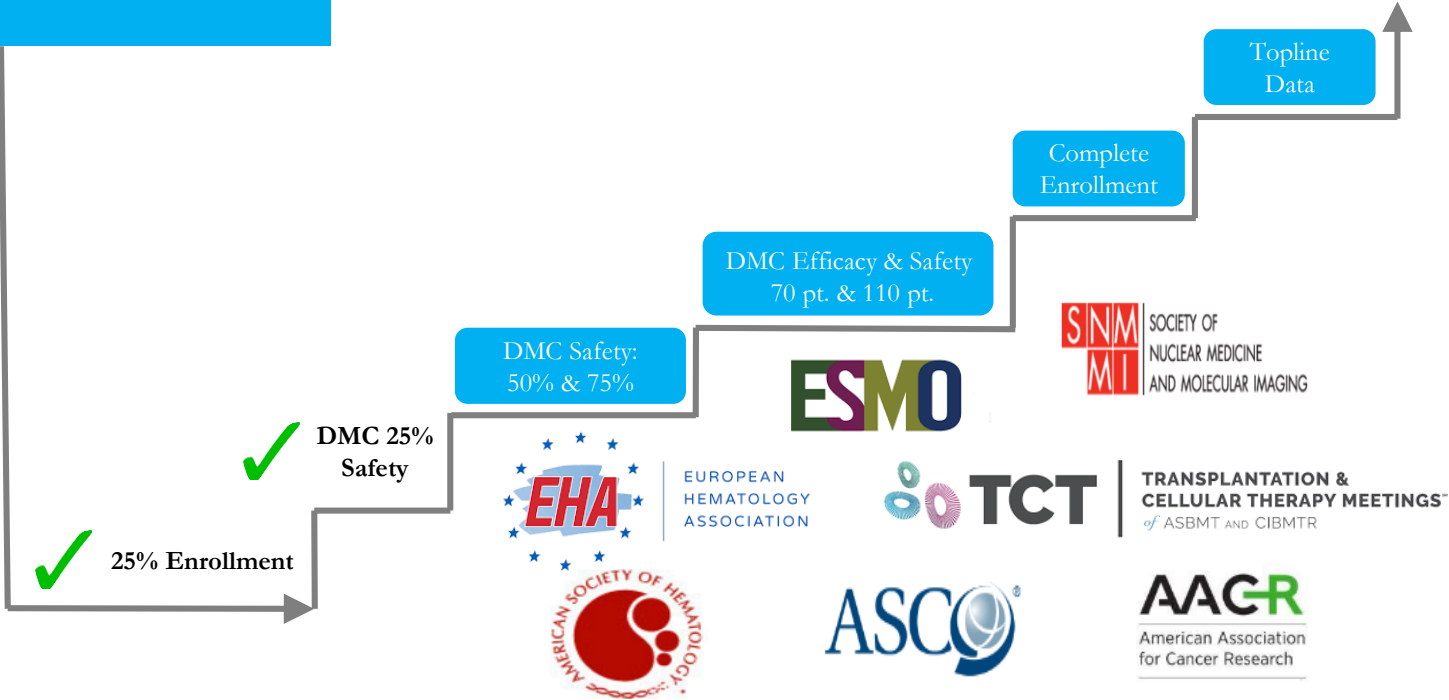 Topline
Data
Complete
Enrollment
DMC Efficacy & Safety
70 pt. & 110 pt.
DMC Safety:
50% & 75%
DMC 25%
Safety
25% Enrollment
SNM
MI
SOCIETY OF
NUCLEAR MEDICINE
AND MOLECULAR IMAGING
ESMO
EHA
EUROPEAN
HEMATOLOGY
ASSOCIATION
TCT
TRANSPLANTATION &
CELLULAR THERAPY MEETINGS℠
of ASBMT AND CIBMTR
AMERICAN SOCIETY OF HEMATOLOGY
ASCO®
AACR
American Association
for Cancer Research